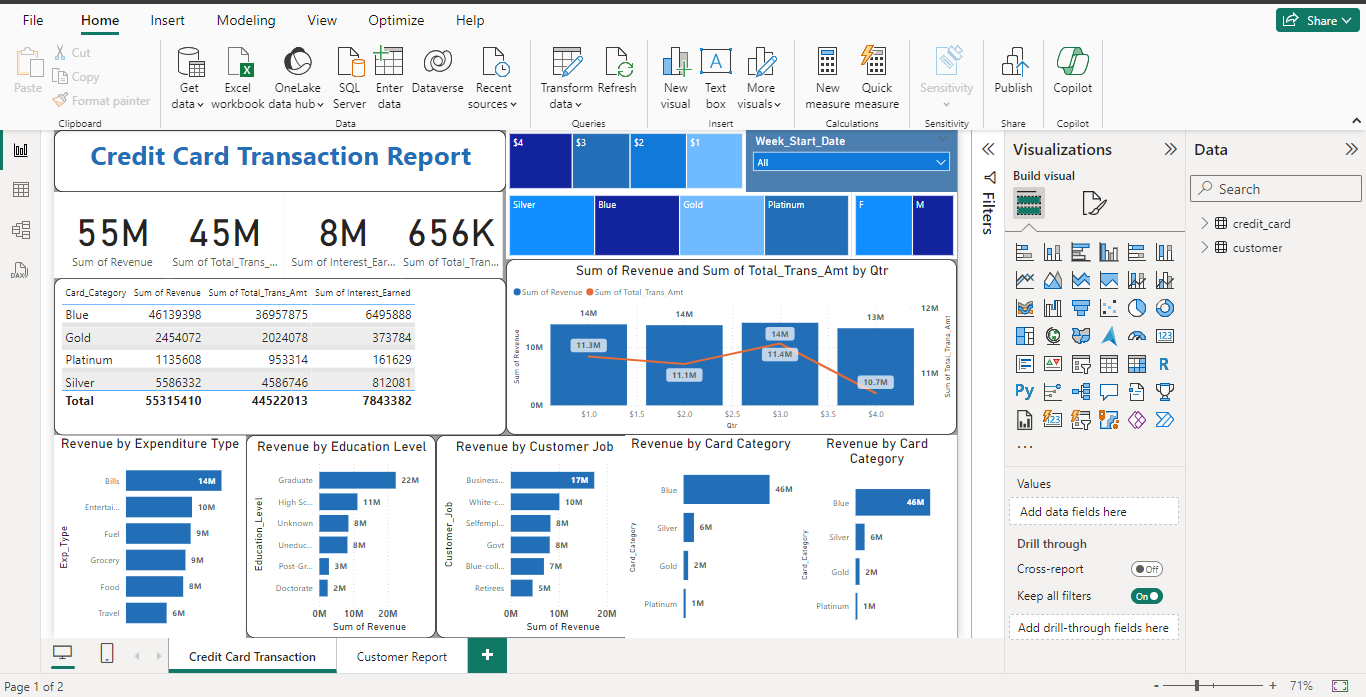 File Home Insert Modeling View Optimize Help Share
Paste Cut Copy Format painter
Clipboard
Get data Excel workbook OneLake data hub SQL Server Enter data Dataverse Recent sources
Data
Transform data Refresh
Queries
New visual Text box More visuals
Insert
New measure Quick measure
Calculations
Sensitivity
Sensitivity
Publish
Share
Copilot
Copilot
Credit Card Transaction Report
$4 $3 $2 $1
Week_Start_Date
All
Silver Blue Gold Platinum F M
55M 45M 8M 656K
Sum of Revenue Sum of Total_Trans_... Sum of Interest_Ear... Sum of Total_Tran...
Card_Category Sum of Revenue Sum of Total_Trans_Amt Sum of Interest_Earned
Blue 46139398 36957875 6495888
Gold 2454072 2024078 373784
Platinum 1135608 953314 161629
Silver 5586332 4586746 812081
Total 55315410 44522013 7843382
Sum of Revenue and Sum of Total_Trans_Amt by Qtr
Sum of Revenue Sum of Total_Trans_Amt
Sum of Revenue
10M
0M
14M 14M 14M 13M
11.3M 11.1M 11.4M 10.7M
12M
11M
Sum of Total_Trans_Amt
$1.0 $1.5 $2.0 $2.5 $3.0 $3.5 $4.0
Qtr
Revenue by Expenditure Type
Exp_Type
Bills 14M
Entertai... 10M
Fuel 9M
Grocery 9M
Food 8M
Travel 6M
Revenue by Education Level
Education_Level
Graduate 22M
High Sc... 11M
Unknown 8M
Uneduc... 8M
Post-Gr... 3M
Doctorate 2M
0M 10M 20M
Sum of Revenue
Revenue by Customer Job
Customer_Job
Business... 17M
White-c... 10M
Selfempl... 8M
Govt 8M
Blue-coll... 7M
Retirees 5M
0M 10M 20M
Sum of Revenue
Revenue by Card Category
Card_Category
Blue 46M
Silver 6M
Gold 2M
Platinum 1M
Revenue by Card
Category
Card_Category
Blue 46M
Silver 6M
Gold 2M
Platinum 1M
Filters
Visualizations
Build visual
123
R
Py
123
...
Values
Add data fields here
Drill through
Cross-report Off
Keep all filters On
Add drill-through fields here
Data
Search
credit_card
customer
DAX
Credit Card Transaction Customer Report +
Page 1 of 2
- + 71%